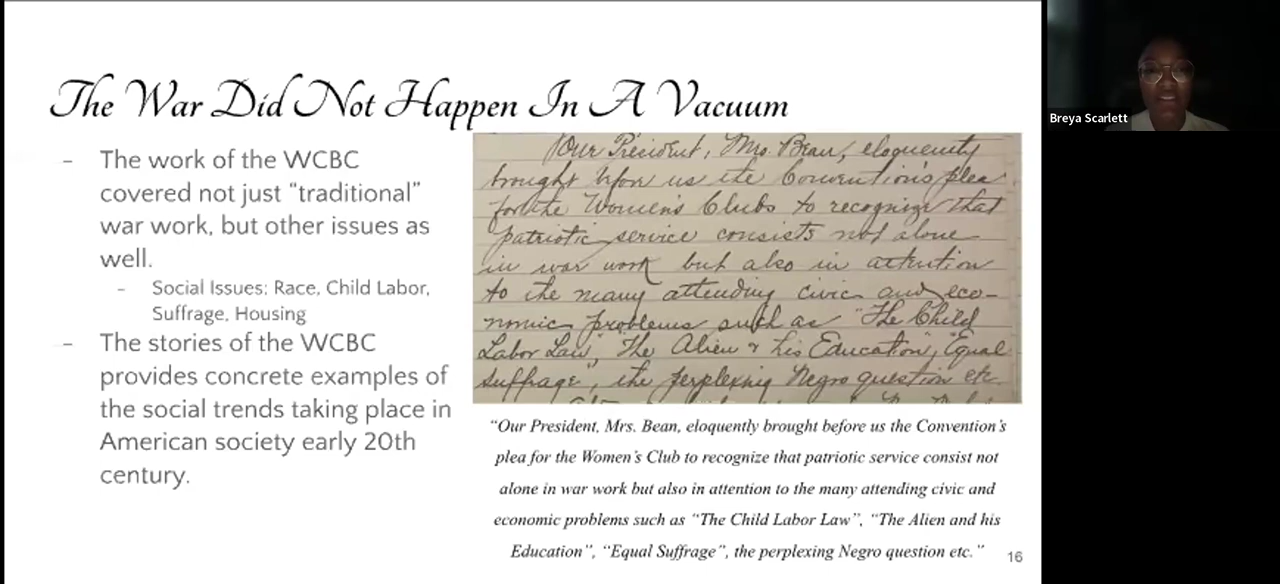 The War Did Not Happen In A Vacuum
- The work of the WCBC
covered not just “traditional”
war work, but other issues as
well.
- Social Issues: Race, Child Labor,
Suffrage, Housing
- The stories of the WCBC
provides concrete examples of
the social trends taking place in
American society early 20th
century.
Our President, Mrs. Bean, eloquently
brought before us the Convention's plea
for the Women's Clubs to recognize that
patriotic service consists not alone
in war work but also in attention
to the many attending civic and eco-
nomic problems such as "The Child
Labor Law", "The Alien & his Education", "Equal
Suffrage", the perplexing Negro question etc.
“Our President, Mrs. Bean, eloquently brought before us the Convention’s
plea for the Women’s Club to recognize that patriotic service consist not
alone in war work but also in attention to the many attending civic and
economic problems such as “The Child Labor Law”, “The Alien and his
Education”, “Equal Suffrage”, the perplexing Negro question etc.”
16
Breya Scarlett